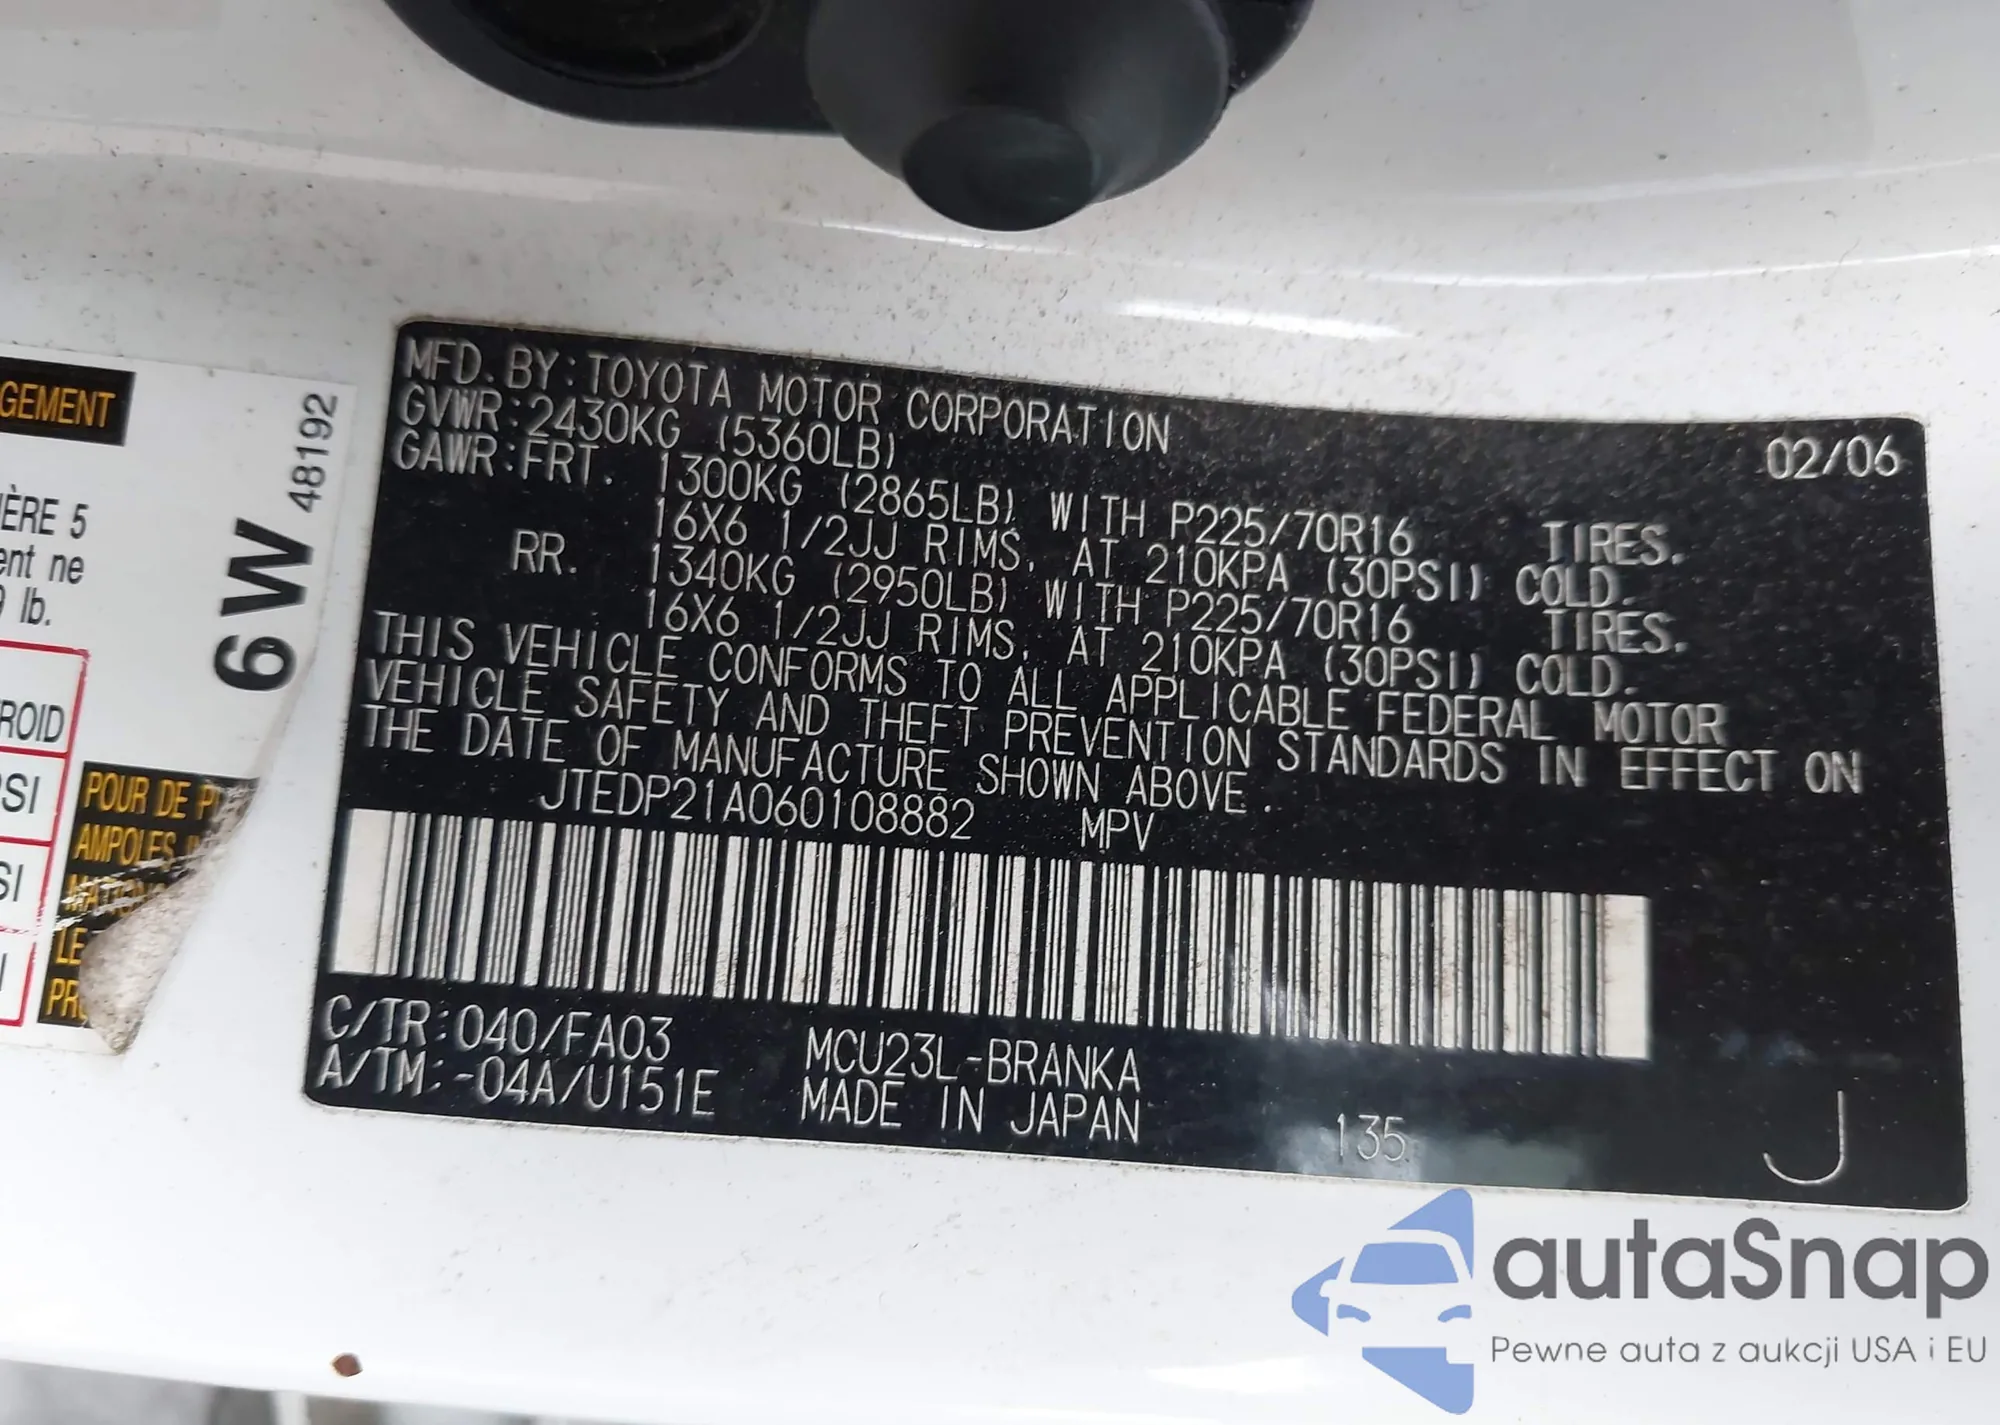 MFD. BY: TOYOTA MOTOR CORPORATION 02/06
GVWR: 2430KG (5360LB)
GAWR: FRT. 1300KG (2865LB) WITH P225/70R16 TIRES.
16X6 1/2JJ RIMS, AT 210KPA (30PSI) COLD.
RR. 1340KG (2950LB) WITH P225/70R16 TIRES.
16X6 1/2JJ RIMS, AT 210KPA (30PSI) COLD.
THIS VEHICLE CONFORMS TO ALL APPLICABLE FEDERAL MOTOR
VEHICLE SAFETY AND THEFT PREVENTION STANDARDS IN EFFECT ON
THE DATE OF MANUFACTURE SHOWN ABOVE.
JTEDP21A060108882 MPV
C/TR: 040/FA03 MCU23L-BRANKA
A/TM: -04A/U151E MADE IN JAPAN
135 J
GEMENT
ÈRE 5
ent ne
lb.
ROID
PSI
SI
I
POUR DE P
AMPOLES
LE
PR
6W 48192
autaSnap
Pewne auta z aukcji USA i EU